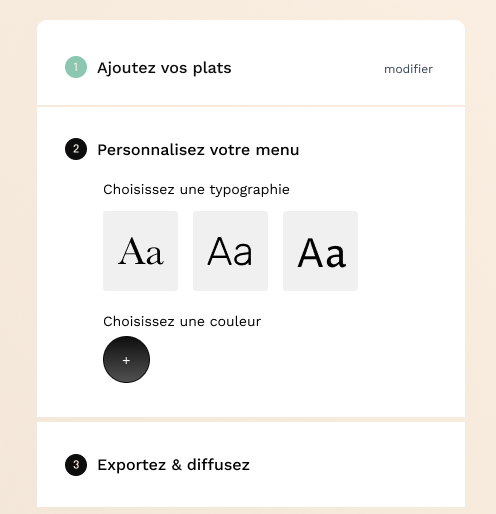 1 Ajoutez vos plats modifier
2 Personnalisez votre menu
Choisissez une typographie
Aa Aa Aa
Choisissez une couleur
+
3 Exportez & diffusez